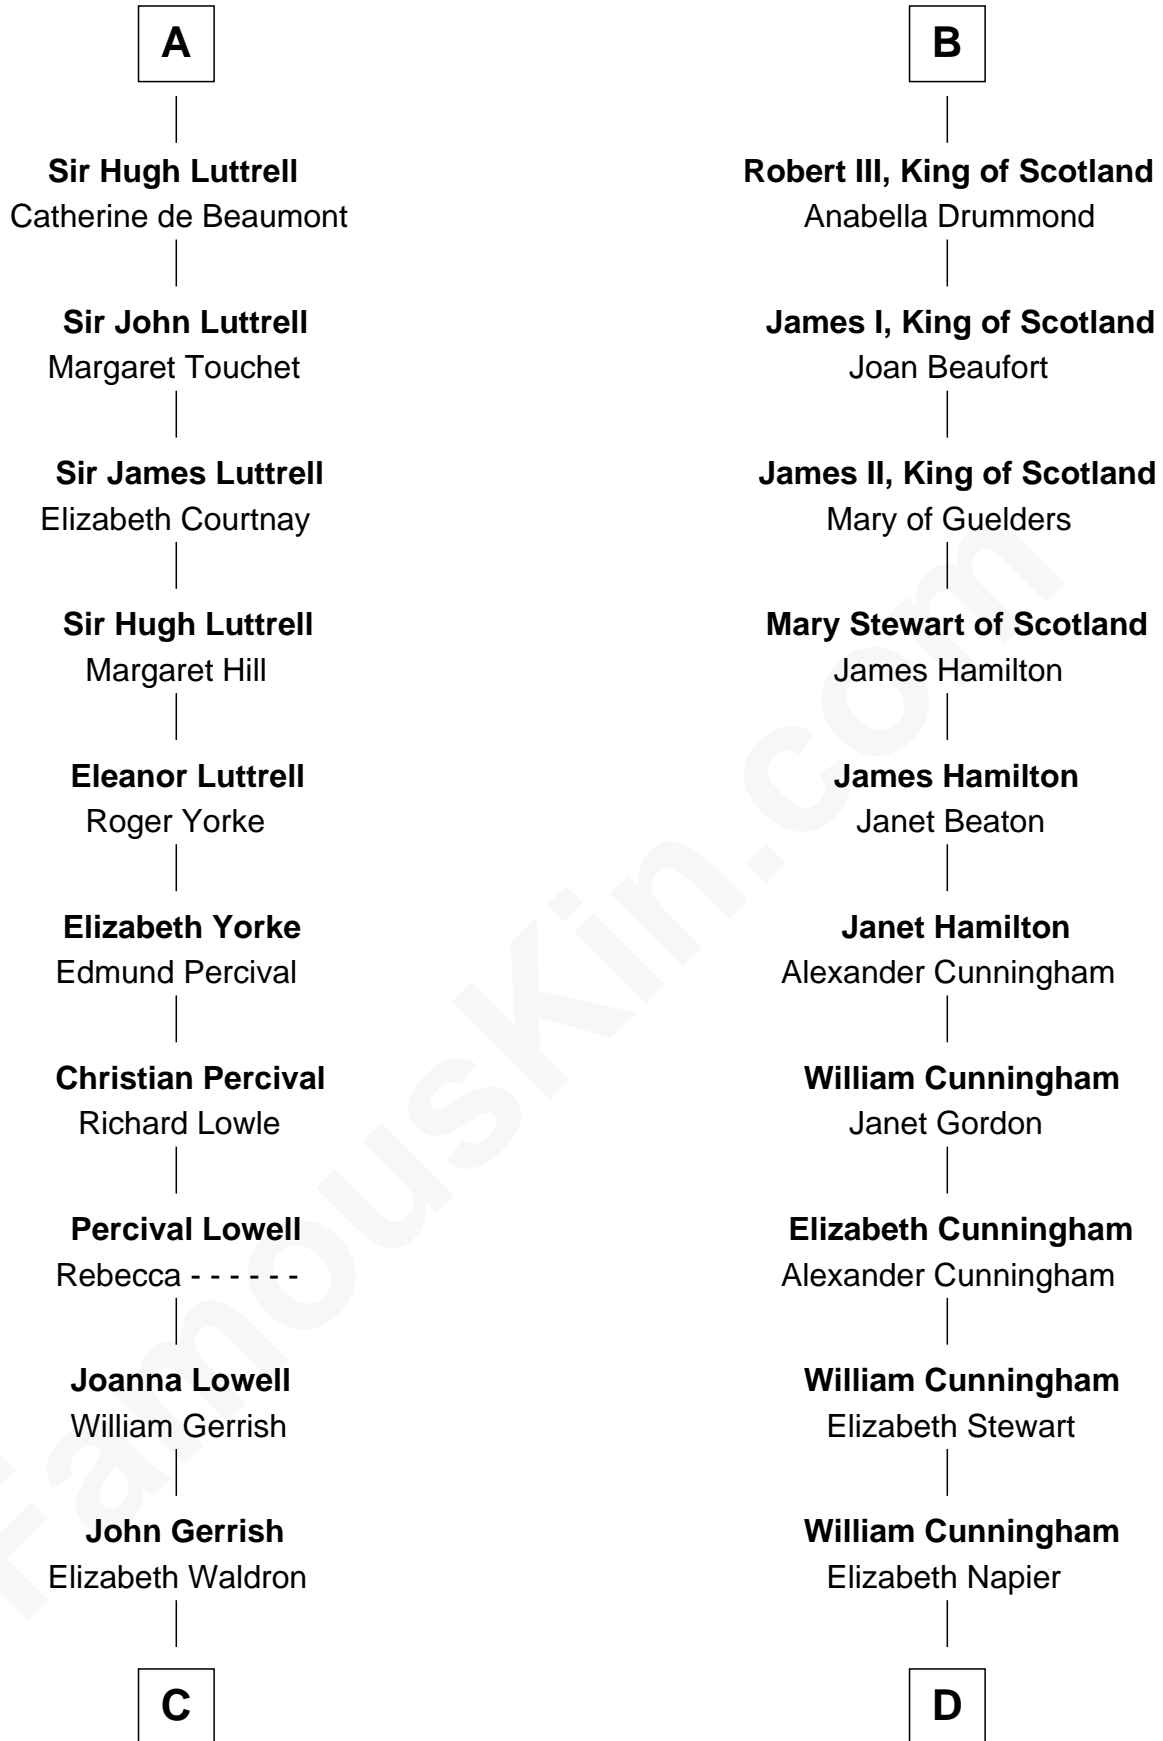 A
Sir Hugh Luttrell
Catherine de Beaumont
Sir John Luttrell
Margaret Touchet
Sir James Luttrell
Elizabeth Courtnay
Sir Hugh Luttrell
Margaret Hill
Eleanor Luttrell
Roger Yorke
Elizabeth Yorke
Edmund Percival
Christian Percival
Richard Lowle
Percival Lowell
Rebecca - - - - - -
Joanna Lowell
William Gerrish
John Gerrish
Elizabeth Waldron
C
B
Robert III, King of Scotland
Anabella Drummond
James I, King of Scotland
Joan Beaufort
James II, King of Scotland
Mary of Guelders
Mary Stewart of Scotland
James Hamilton
James Hamilton
Janet Beaton
Janet Hamilton
Alexander Cunningham
William Cunningham
Janet Gordon
Elizabeth Cunningham
Alexander Cunningham
William Cunningham
Elizabeth Stewart
William Cunningham
Elizabeth Napier
D
FamousKin.com